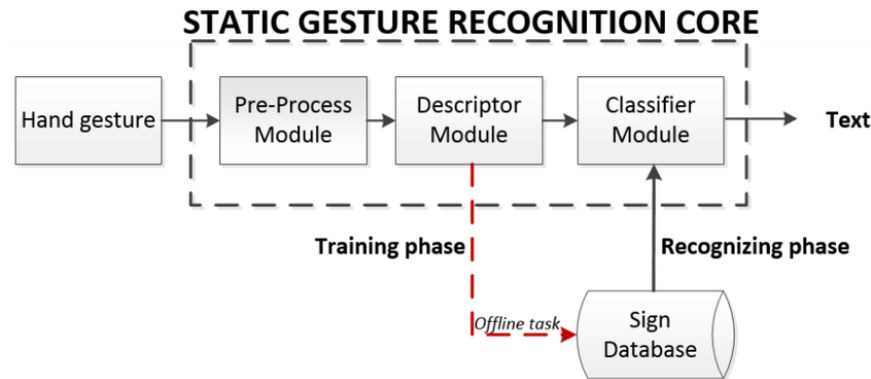 STATIC GESTURE RECOGNITION CORE
Hand gesture
Pre-Process
Module
Descriptor
Module
Classifier
Module
Text
Training phase
Recognizing phase
Offline task
Sign
Database